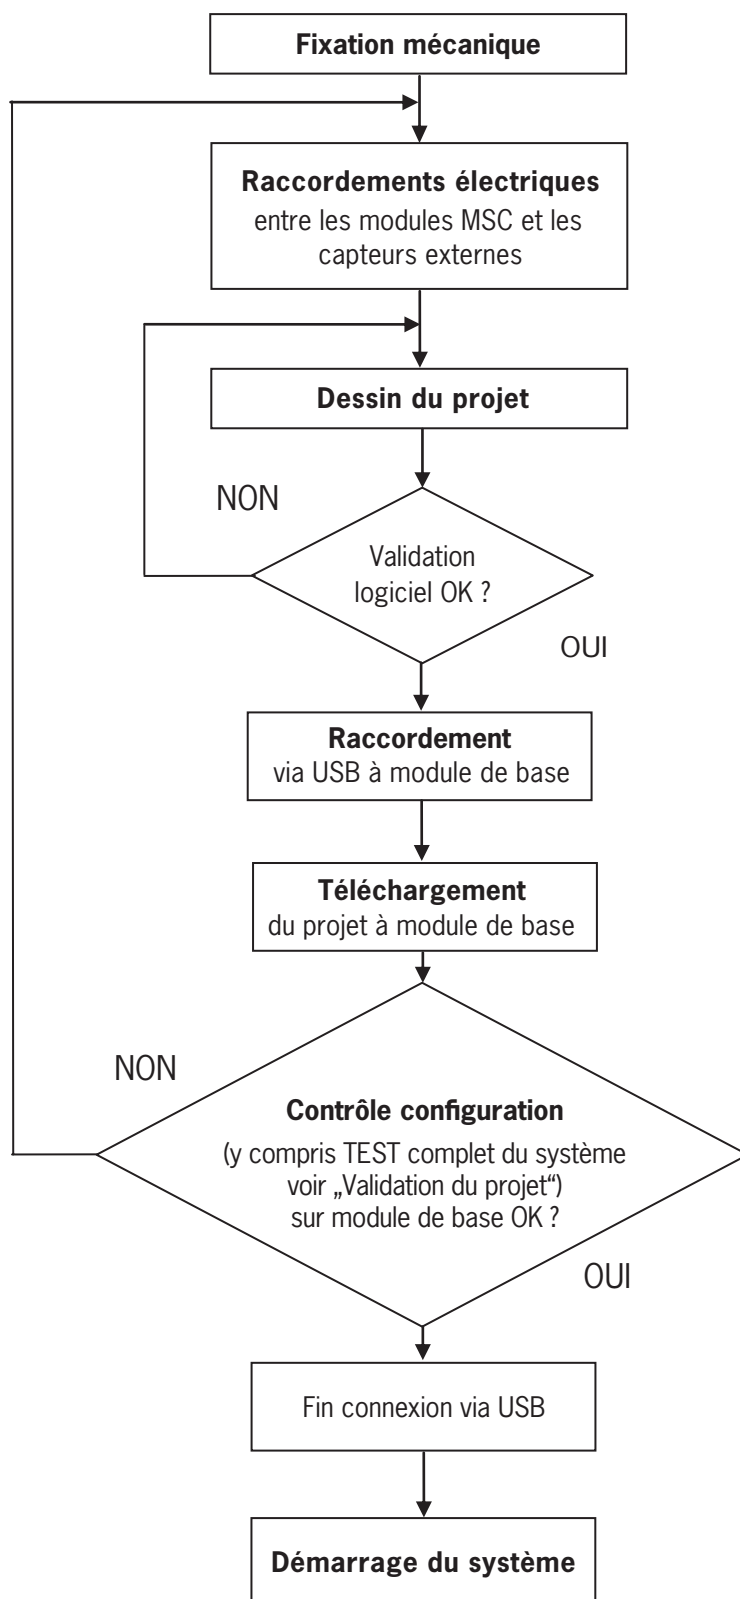 Fixation mécanique
Raccordements électriques
entre les modules MSC et les
capteurs externes
Dessin du projet
NON
Validation
logiciel OK ?
OUI
Raccordement
via USB à module de base
Téléchargement
du projet à module de base
NON
Contrôle configuration
(y compris TEST complet du système
voir „Validation du projet“)
sur module de base OK ?
OUI
Fin connexion via USB
Démarrage du système